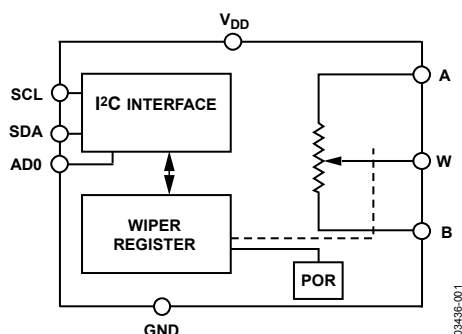 VDD
SCL
SDA
AD0
I2C INTERFACE
WIPER
REGISTER
POR
A
W
B
GND
03436-001